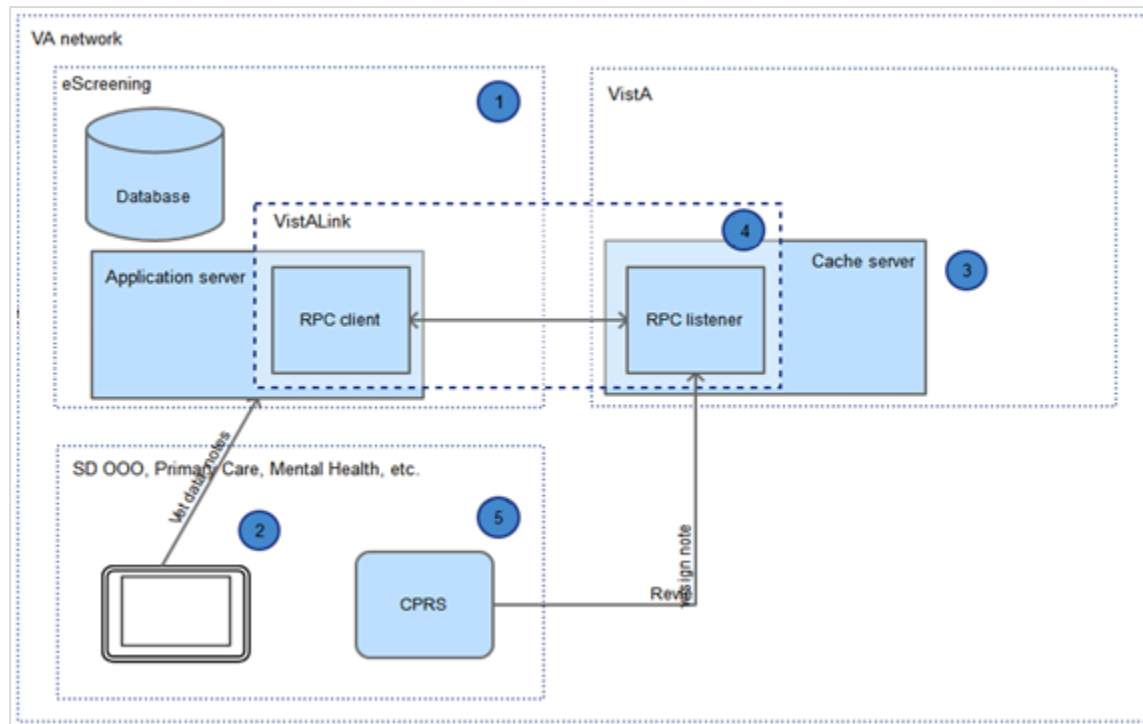 VA network
eScreening
1
VistA
Database
VistALink
4
Application server
Cache server
3
RPC client
RPC listener
SD OOO, Primary Care, Mental Health, etc.
Vet data, notes
2
5
CPRS
sign note